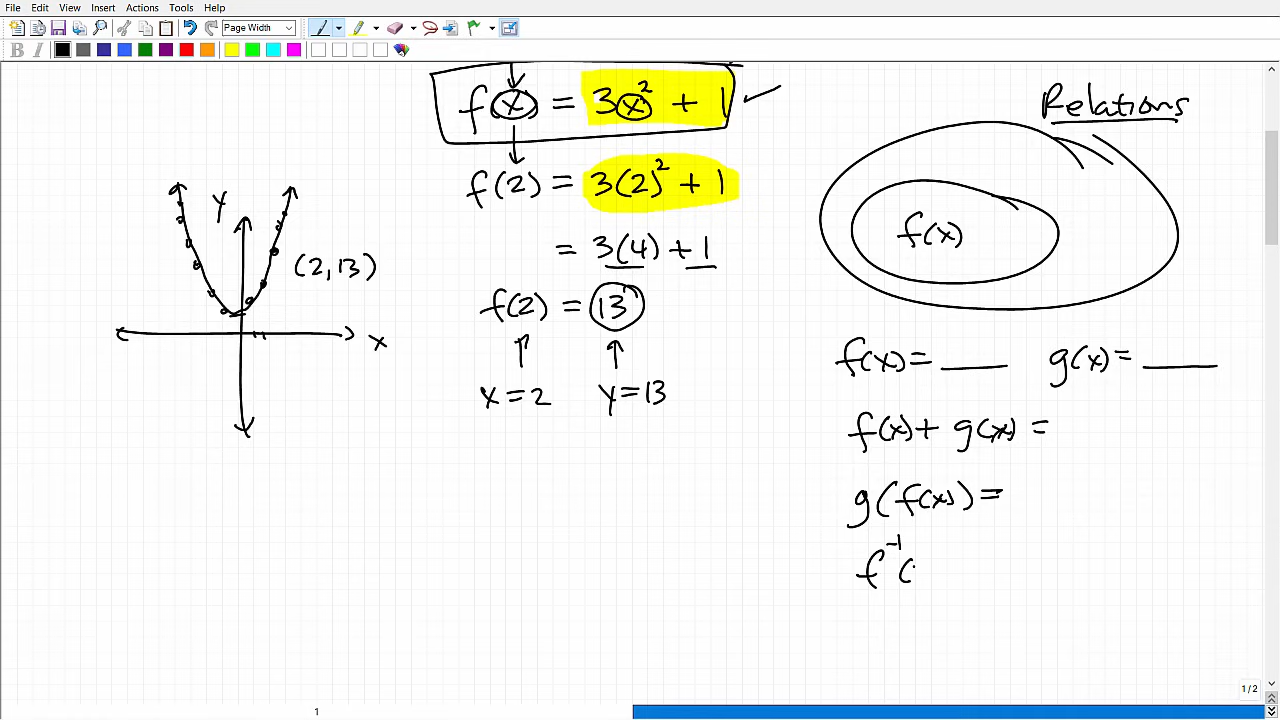 File Edit View Insert Actions Tools Help
Page Width
B I
f(x) = 3x² + 1
f(2) = 3(2)² + 1
= 3(4) + 1
f(2) = 13
x = 2 y = 13
y
(2, 13)
x
Relations
f(x)
f(x) = ____ g(x) = ____
f(x) + g(x) =
g(f(x)) =
f⁻¹(
1/2
1